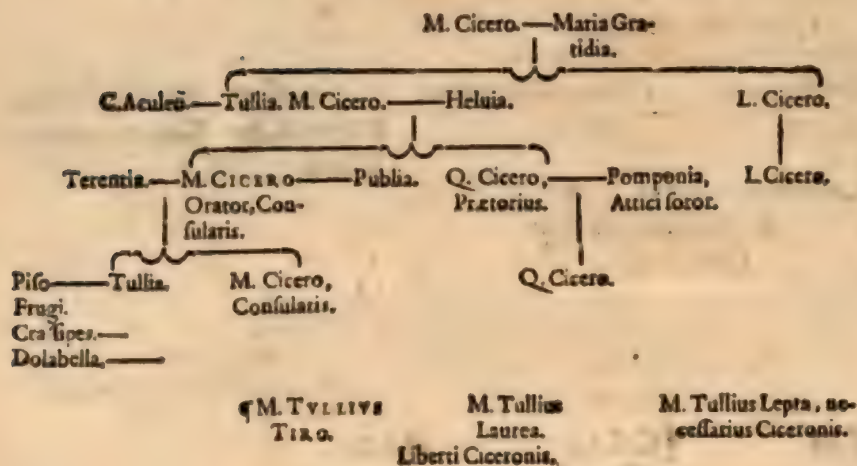 M. Cicero. Maria Gra-
tidia.
C. Aculeō. Tullia. M. Cicero. Heluia. L. Cicero.
Terentia. M. CICERO Publia. Q. Cicero, Pomponia, L. Cicero.
Orator, Con- Prætorius. Attici ſoror.
ſularis.
Piſo Tullia. M. Cicero, Q. Cicero.
Frugi. Conſularis.
Craſſipes.
Dolabella.
¶ M. TVLLIVS M. Tullius M. Tullius Lepta, ne-
TIRO. Laurea. ceſſarius Ciceronis.
Liberti Ciceronis.